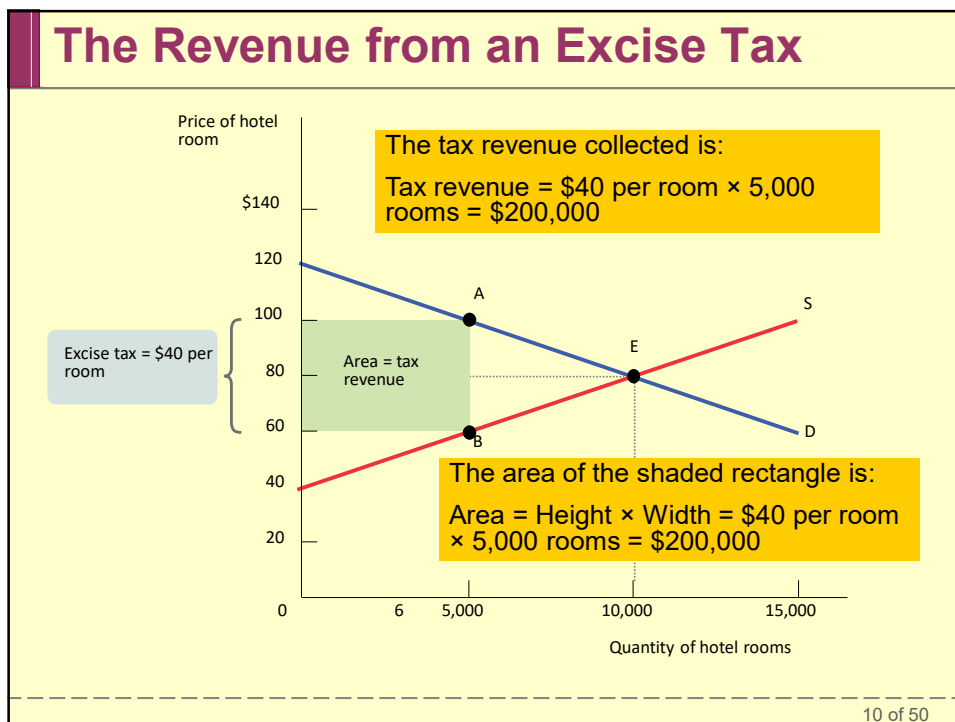 The Revenue from an Excise Tax
Price of hotel
room
The tax revenue collected is:
Tax revenue = $40 per room × 5,000
rooms = $200,000
$140
120
A
100
S
Excise tax = $40 per
room
Area = tax
revenue
E
80
60
B
D
The area of the shaded rectangle is:
Area = Height × Width = $40 per room
× 5,000 rooms = $200,000
40
20
0
6
5,000
10,000
15,000
Quantity of hotel rooms
10 of 50